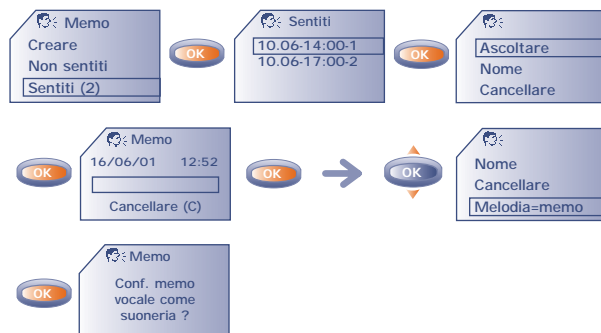 Memo
Creare
Non sentiti
Sentiti (2)
OK
Sentiti
10.06-14:00-1
10.06-17:00-2
OK
Ascoltare
Nome
Cancellare
OK
Memo
16/06/01 12:52
Cancellare (C)
OK
OK
Nome
Cancellare
Melodia=memo
OK
Memo
Conf. memo
vocale come
suoneria ?